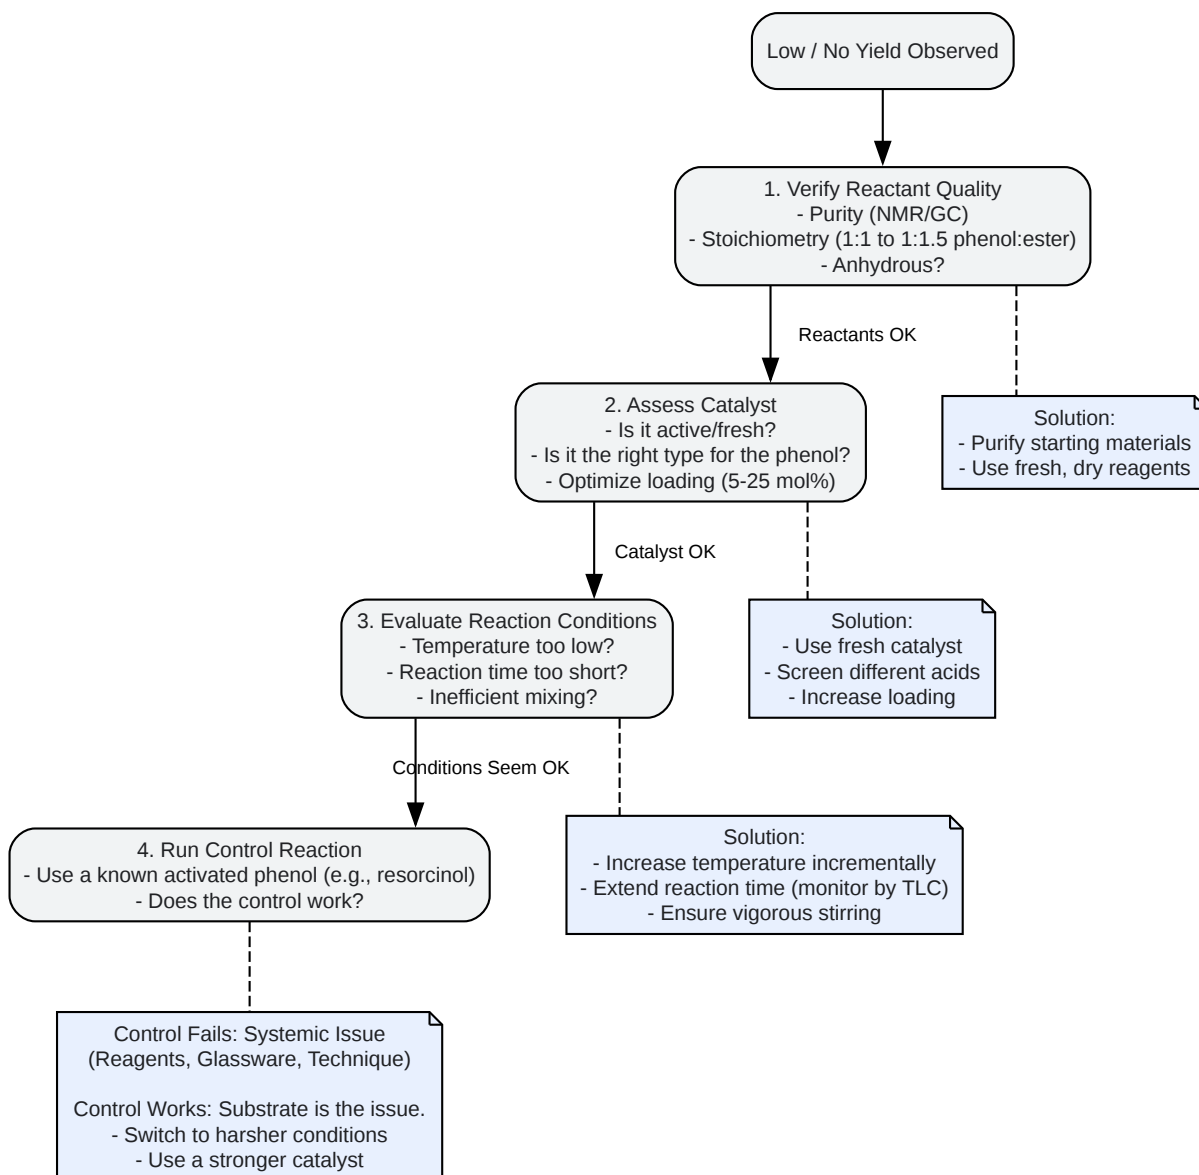 Low / No Yield Observed
1. Verify Reactant Quality
- Purity (NMR/GC)
- Stoichiometry (1:1 to 1:1.5 phenol:ester)
- Anhydrous?
Reactants OK
Solution:
- Purify starting materials
- Use fresh, dry reagents
2. Assess Catalyst
- Is it active/fresh?
- Is it the right type for the phenol?
- Optimize loading (5-25 mol%)
Catalyst OK
Solution:
- Use fresh catalyst
- Screen different acids
- Increase loading
3. Evaluate Reaction Conditions
- Temperature too low?
- Reaction time too short?
- Inefficient mixing?
Conditions Seem OK
Solution:
- Increase temperature incrementally
- Extend reaction time (monitor by TLC)
- Ensure vigorous stirring
4. Run Control Reaction
- Use a known activated phenol (e.g., resorcinol)
- Does the control work?
Control Fails: Systemic Issue
(Reagents, Glassware, Technique)
Control Works: Substrate is the issue.
- Switch to harsher conditions
- Use a stronger catalyst